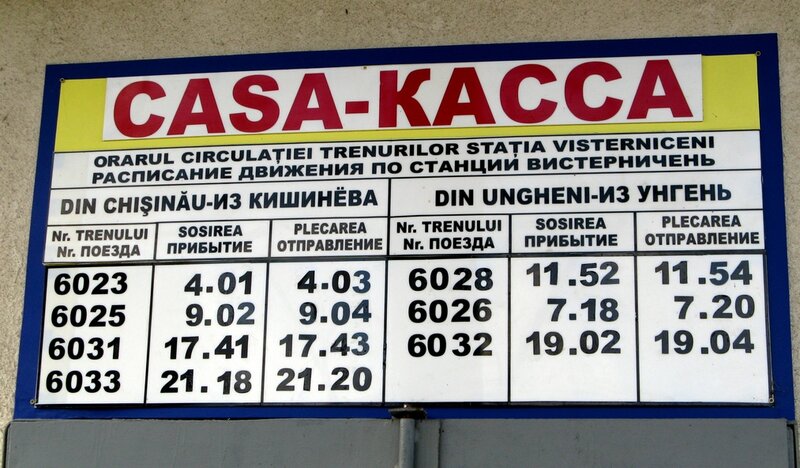 CASA-КАССА
ORARUL CIRCULAȚIEI TRENURILOR STAȚIA VISTERNICENI
РАСПИСАНИЕ ДВИЖЕНИЯ ПО СТАНЦИИ ВИСТЕРНИЧЕНЬ
DIN CHIŞINĂU-ИЗ КИШИНЁВА DIN UNGHENI-ИЗ УНГЕНЬ
Nr. TRENULUI SOSIREA PLECAREA Nr. TRENULUI SOSIREA PLECAREA
Nr. ПОЕЗДА ПРИБЫТИЕ ОТПРАВЛЕНИЕ Nr. ПОЕЗДА ПРИБЫТИЕ ОТПРАВЛЕНИЕ
6023 4.01 4.03 6028 11.52 11.54
6025 9.02 9.04 6026 7.18 7.20
6031 17.41 17.43 6032 19.02 19.04
6033 21.18 21.20